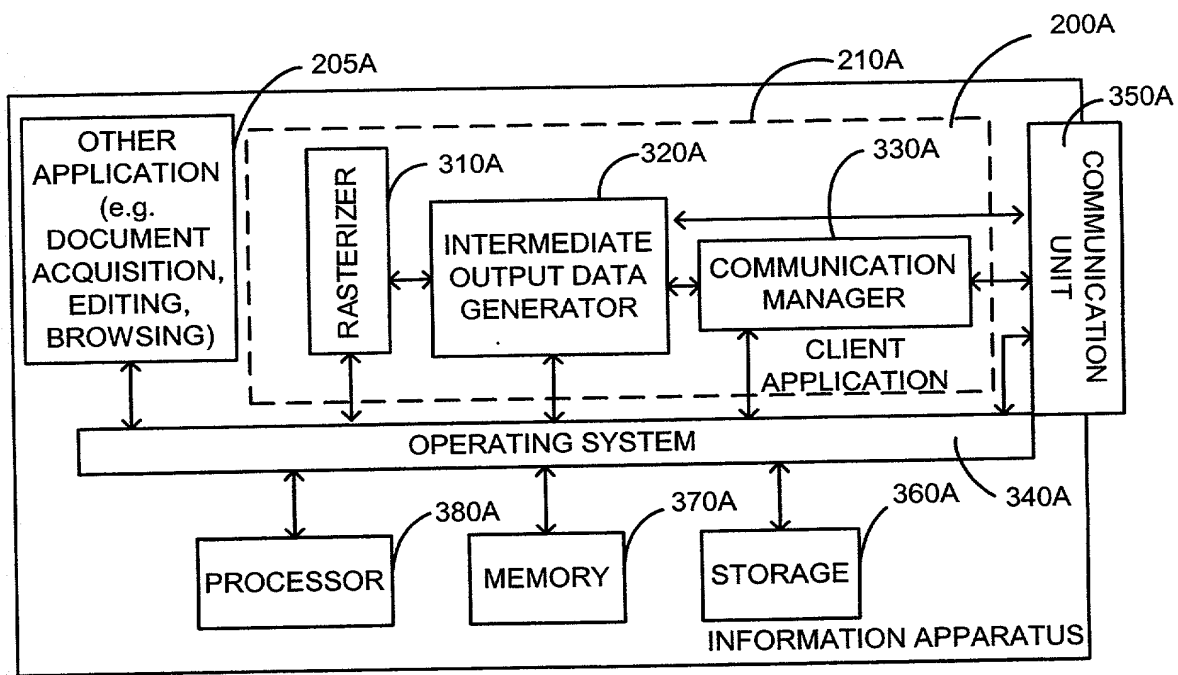 200A
205A
210A
350A
OTHER
APPLICATION
(e.g.
DOCUMENT
ACQUISITION,
EDITING,
BROWSING)
310A
320A
330A
RASTERIZER
INTERMEDIATE
OUTPUT DATA
GENERATOR
COMMUNICATION
MANAGER
COMMUNICATION
UNIT
CLIENT
APPLICATION
OPERATING SYSTEM
340A
380A
370A
360A
PROCESSOR
MEMORY
STORAGE
INFORMATION APPARATUS